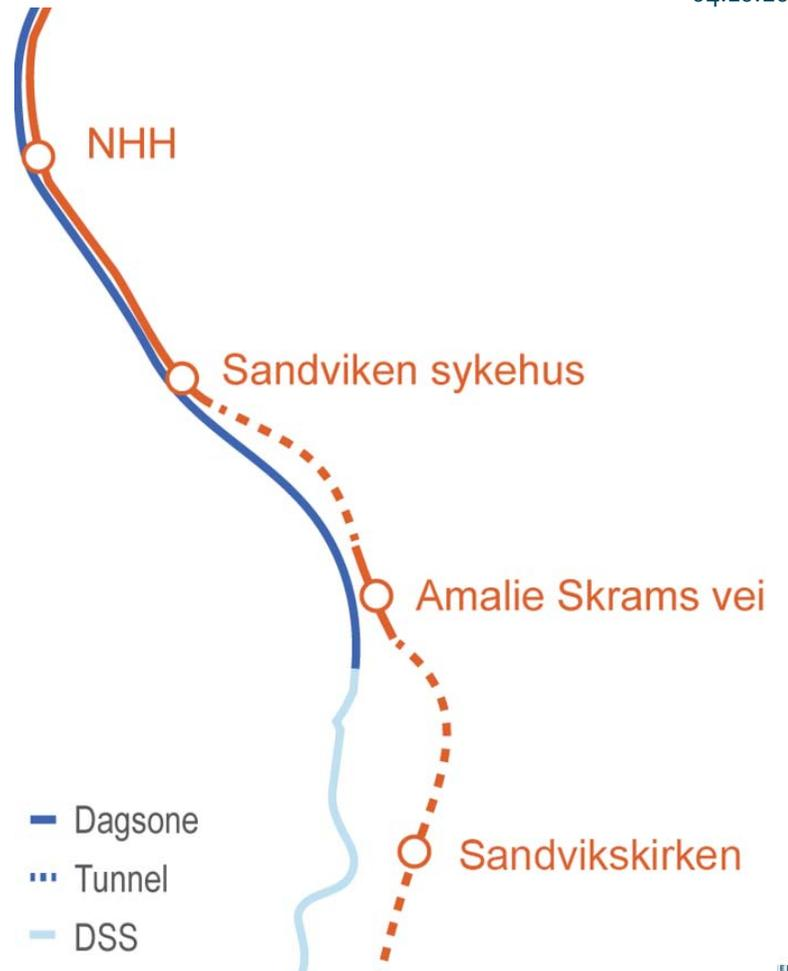 NHH
Sandviken sykehus
Amalie Skrams vei
Sandvikskirken
Dagsone
Tunnel
DSS